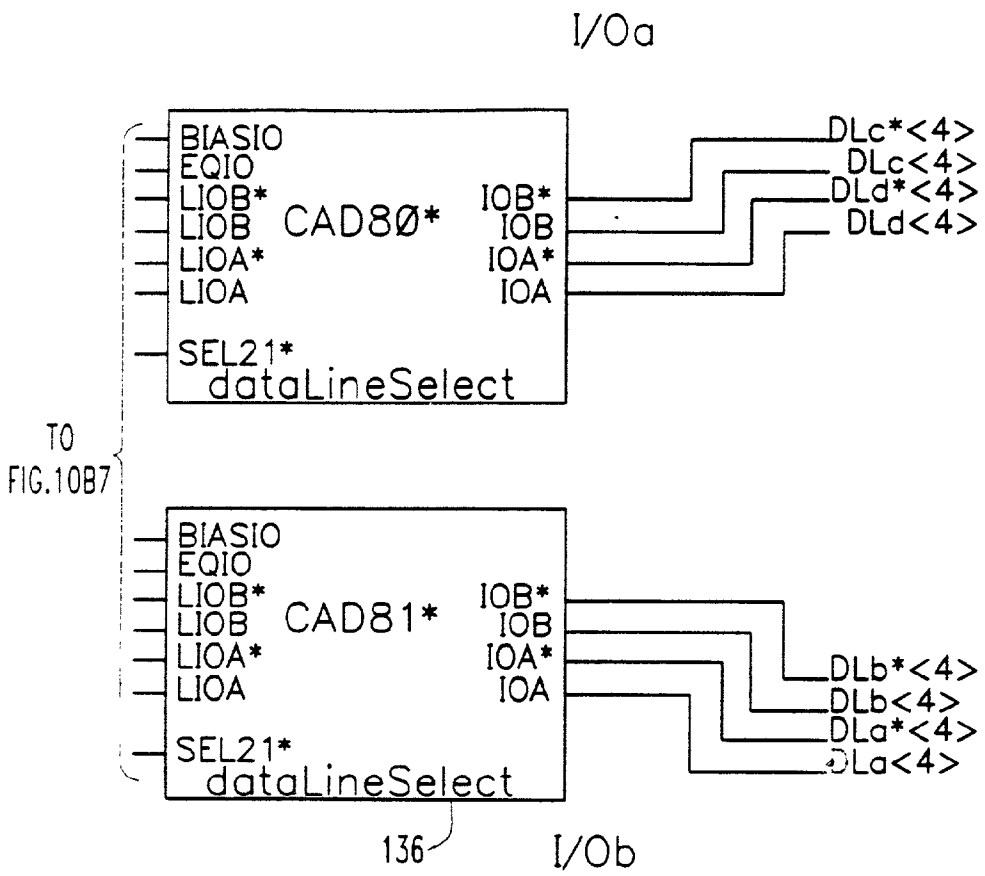 I/Oa
BIASIO
EQIO
LIOB*
LIOB
LIOA*
LIOA
SEL21*
CAD8Ø*
dataLineSelect
IOB*
IOB
IOA*
IOA
DLc*<4>
DLc<4>
DLd*<4>
DLd<4>
TO
FIG.10B7
BIASIO
EQIO
LIOB*
LIOB
LIOA*
LIOA
SEL21*
CAD81*
dataLineSelect
IOB*
IOB
IOA*
IOA
DLb*<4>
DLb<4>
DLa*<4>
DLa<4>
136
I/Ob